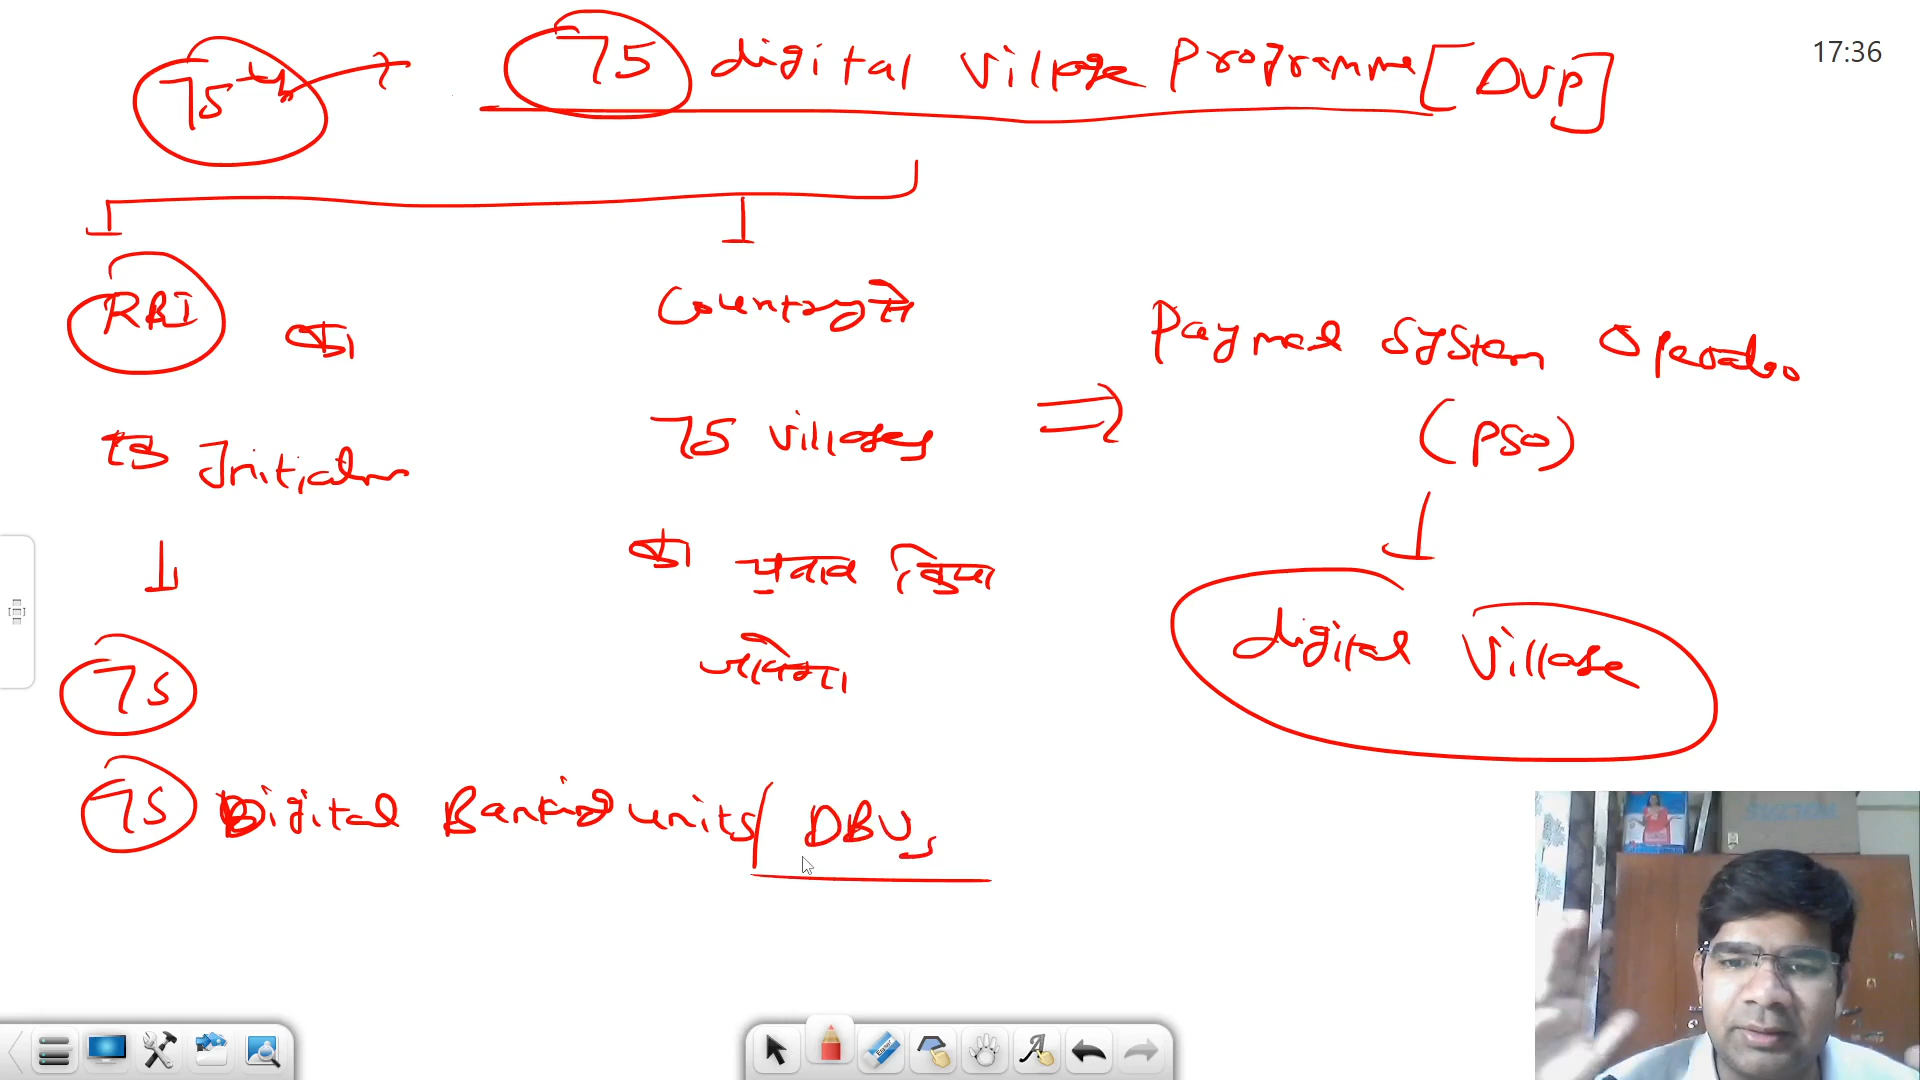 17:36
75th 75 digital Village Programme [DVP]
RBI का
Country में
Payment System Operator
75 villages
(PSO)
का चुनाव किया
digital Village
75
75 Digital Banking units / DBUs